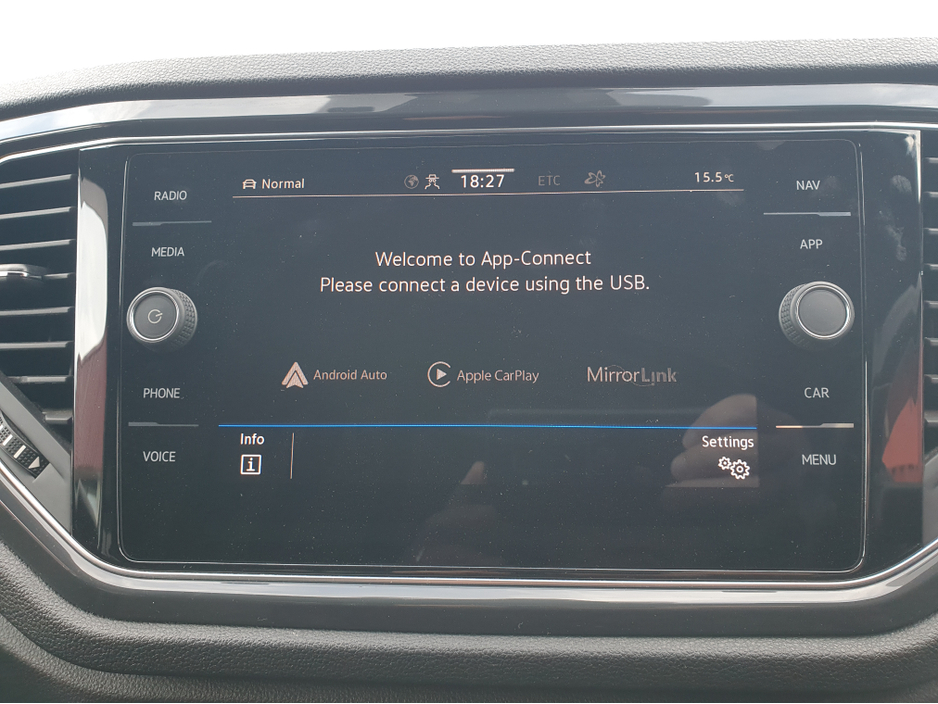 RADIO
MEDIA
PHONE
VOICE
Normal
18:27
ETC
15.5°C
Welcome to App-Connect
Please connect a device using the USB.
Android Auto
Apple CarPlay
MirrorLink
Info
i
Settings
NAV
APP
CAR
MENU